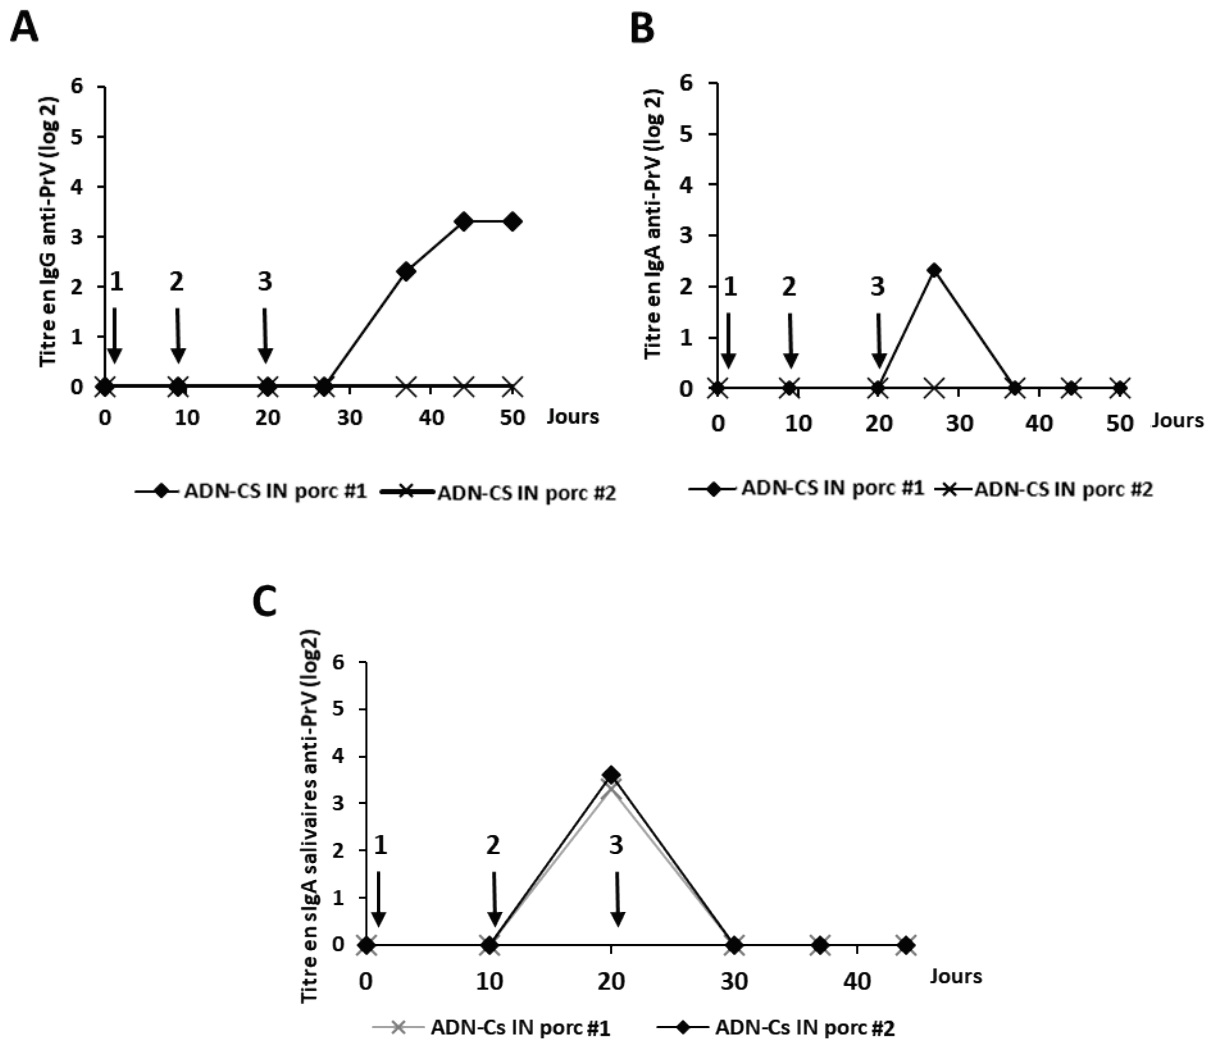 A
Titre en IgG anti-PrV (log 2)
6
5
4
3
2
1
0
1 2 3
0 10 20 30 40 50 Jours
ADN-CS IN porc #1 ADN-CS IN porc #2
B
Titre en IgA anti-PrV (log 2)
6
5
4
3
2
1
0
1 2 3
0 10 20 30 40 50 Jours
ADN-CS IN porc #1 ADN-CS IN porc #2
C
Titre en sIgA salivaires anti-PrV (log2)
6
5
4
3
2
1
0
1 2 3
0 10 20 30 40 Jours
ADN-Cs IN porc #1 ADN-Cs IN porc #2